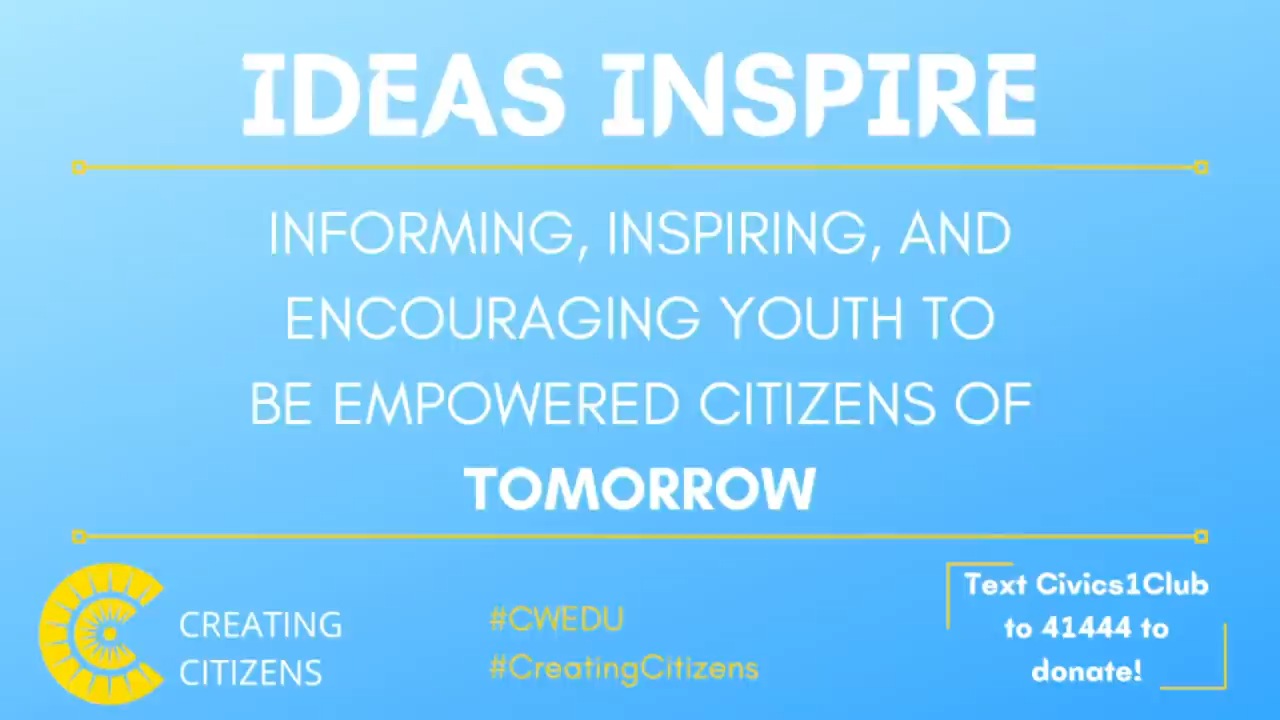 IDEAS INSPIRE
INFORMING, INSPIRING, AND
ENCOURAGING YOUTH TO
BE EMPOWERED CITIZENS OF
TOMORROW
CREATING
CITIZENS
#CWEDU
#CreatingCitizens
Text Civics1Club
to 41444 to
donate!